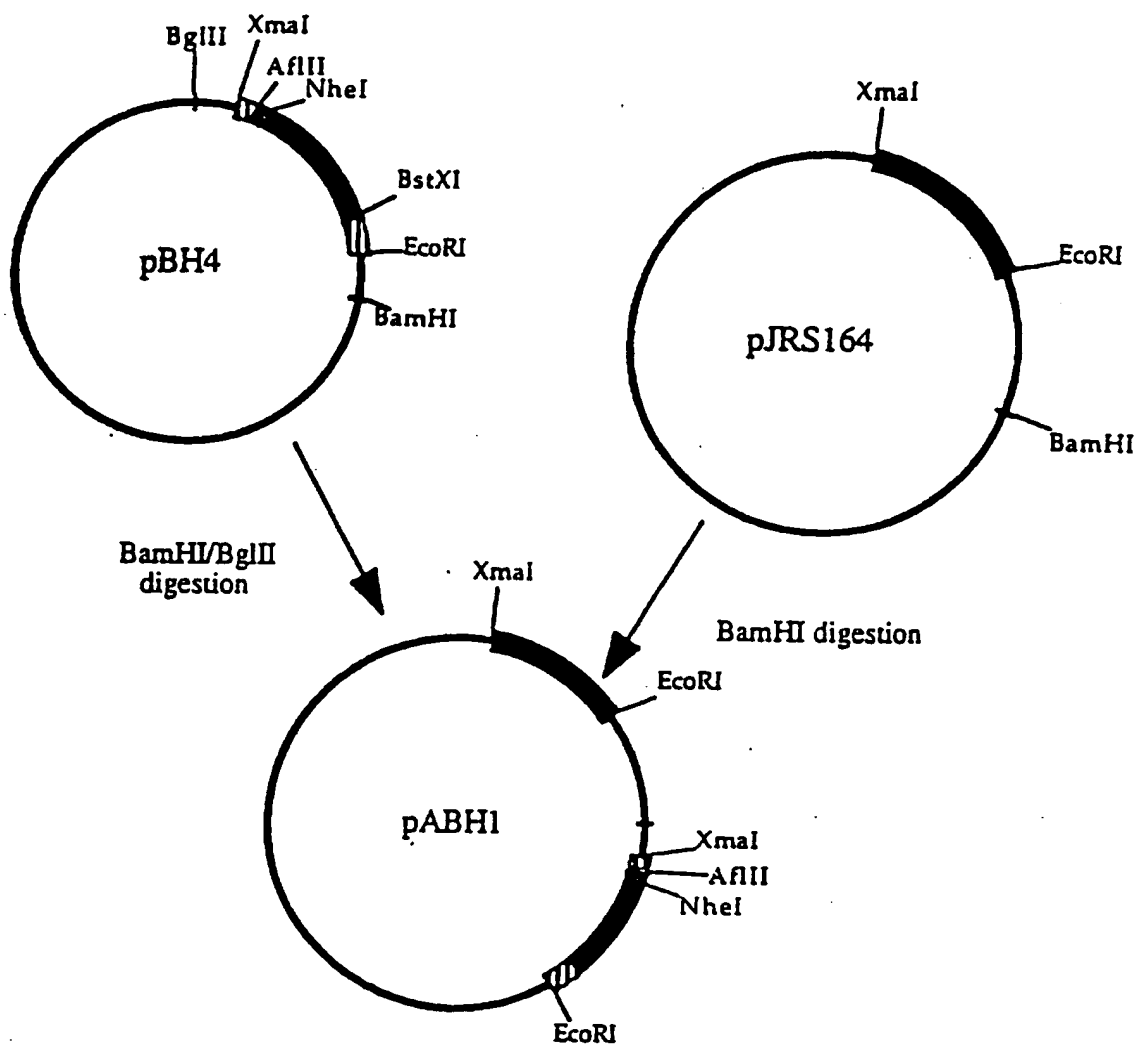 BglII
XmaI
AflII
NheI
BstXI
EcoRI
BamHI
pBH4
XmaI
EcoRI
BamHI
pJRS164
BamHI/BglII
digestion
BamHI digestion
XmaI
EcoRI
pABH1
XmaI
AflII
NheI
EcoRI